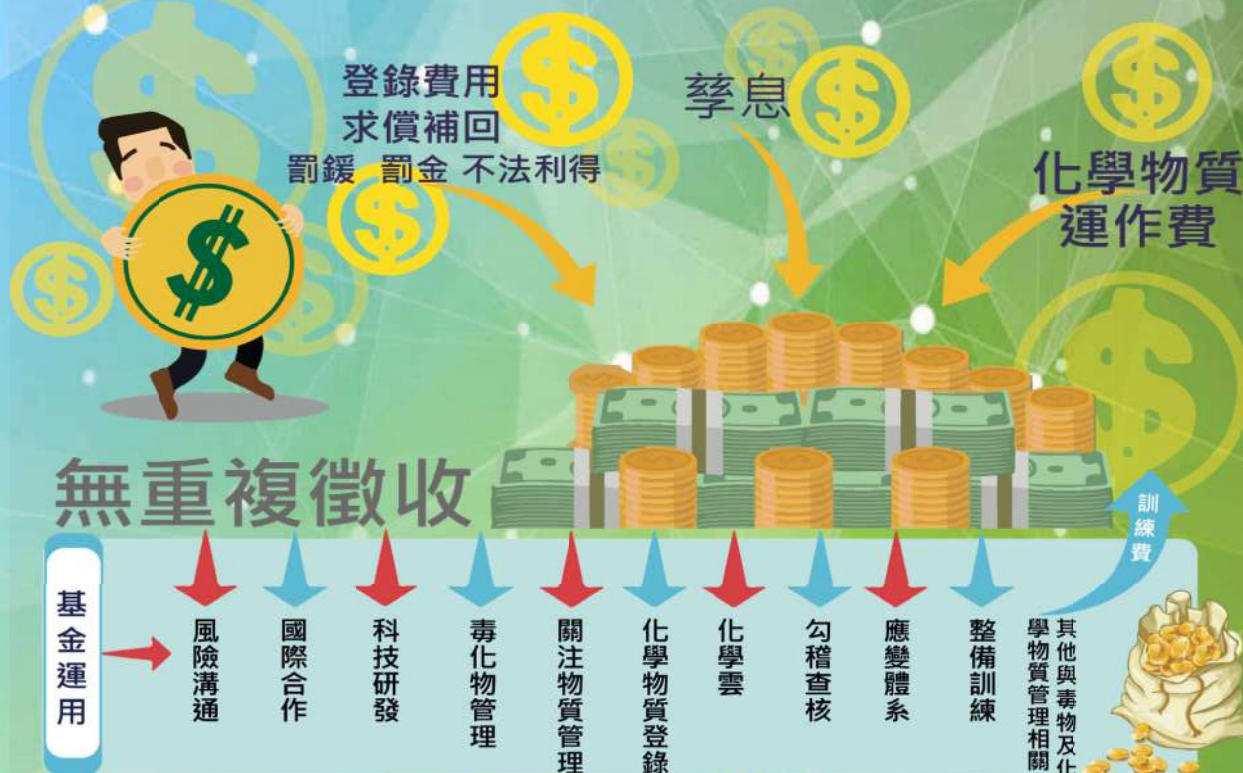 登錄費用
求償補回
罰鍰 罰金 不法利得
孳息
化學物質
運作費
無重複徵收
訓練費
基金運用
風險溝通
國際合作
科技研發
毒化物管理
關注物質管理
化學物質登錄
化學雲
勾稽查核
應變體系
整備訓練
其他與毒物及化
學物質管理相關